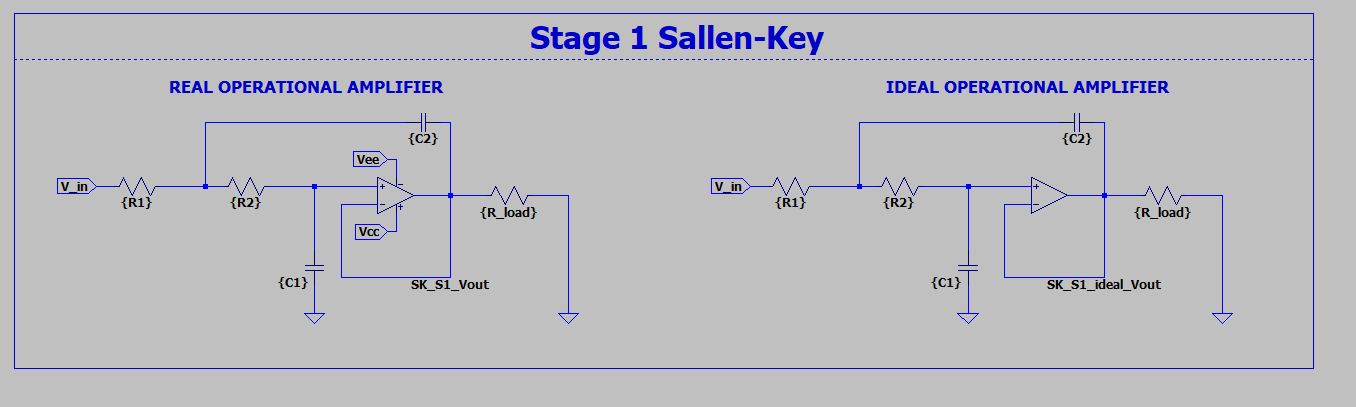 Stage 1 Sallen-Key
REAL OPERATIONAL AMPLIFIER
{C2}
Vee
V_in
{R1}
{R2}
+
-
-
+
{R_load}
Vcc
{C1}
SK_S1_Vout
IDEAL OPERATIONAL AMPLIFIER
{C2}
V_in
{R1}
{R2}
+
-
{R_load}
{C1}
SK_S1_ideal_Vout